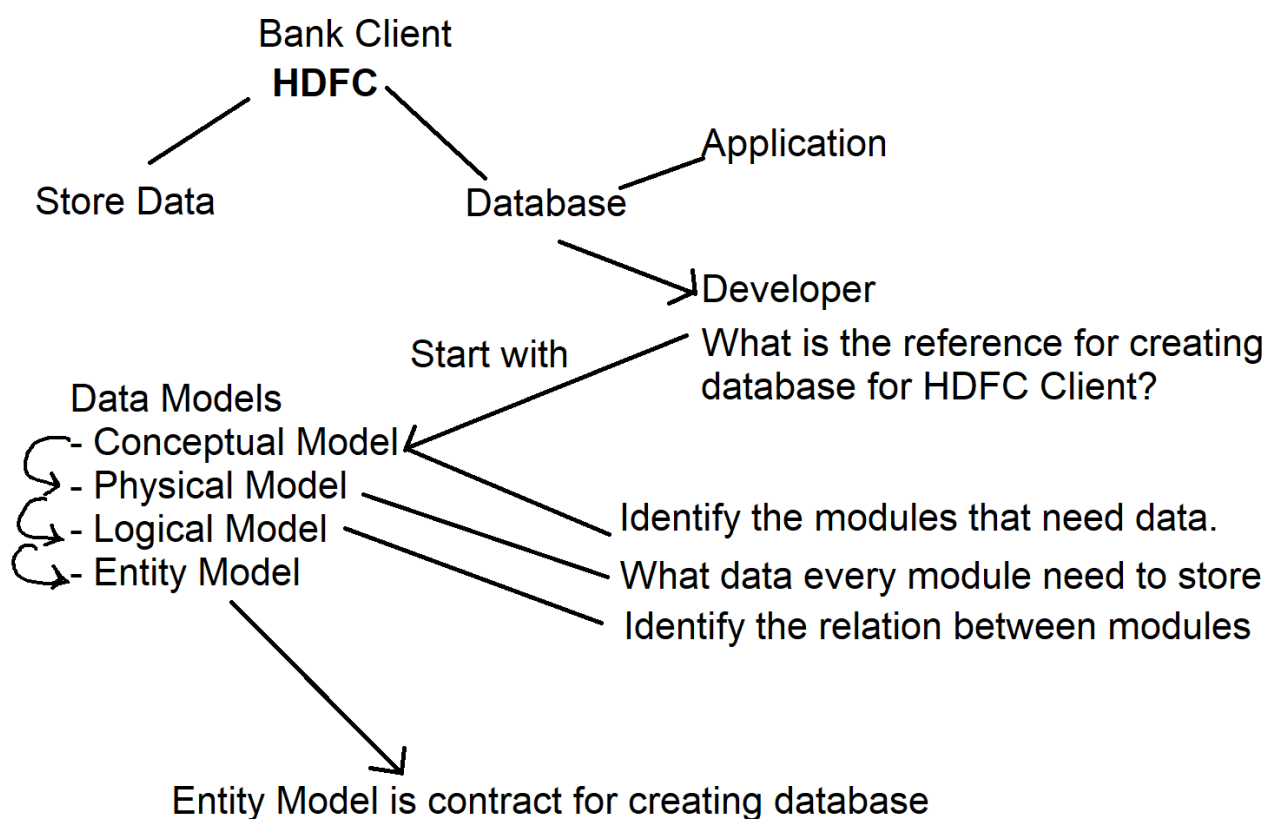 Bank Client
HDFC
Application
Store Data
Database
Developer
Start with
What is the reference for creating
database for HDFC Client?
Data Models
- Conceptual Model
- Physical Model
- Logical Model
- Entity Model
Identify the modules that need data.
What data every module need to store
Identify the relation between modules
Entity Model is contract for creating database